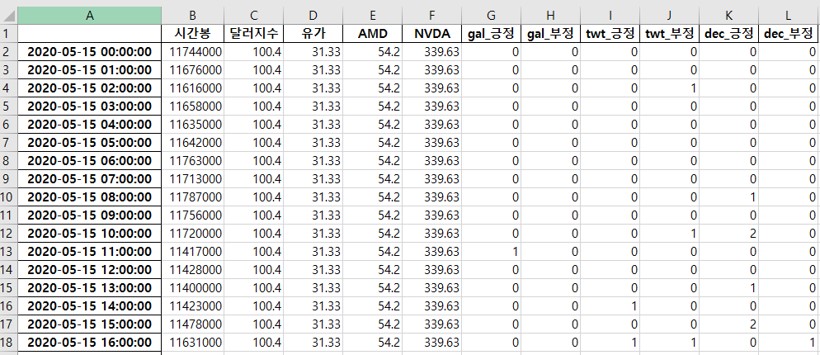 A B C D E F G H I J K L
1 시간봉 달러지수 유가 AMD NVDA gal_긍정 gal_부정 twt_긍정 twt_부정 dec_긍정 dec_부정
2 2020-05-15 00:00:00 11744000 100.4 31.33 54.2 339.63 0 0 0 0 0 0
3 2020-05-15 01:00:00 11676000 100.4 31.33 54.2 339.63 0 0 0 0 0 0
4 2020-05-15 02:00:00 11616000 100.4 31.33 54.2 339.63 0 0 0 1 0 0
5 2020-05-15 03:00:00 11658000 100.4 31.33 54.2 339.63 0 0 0 0 0 0
6 2020-05-15 04:00:00 11635000 100.4 31.33 54.2 339.63 0 0 0 0 0 0
7 2020-05-15 05:00:00 11642000 100.4 31.33 54.2 339.63 0 0 0 0 0 0
8 2020-05-15 06:00:00 11763000 100.4 31.33 54.2 339.63 0 0 0 0 0 0
9 2020-05-15 07:00:00 11713000 100.4 31.33 54.2 339.63 0 0 0 0 0 0
10 2020-05-15 08:00:00 11787000 100.4 31.33 54.2 339.63 0 0 0 0 1 0
11 2020-05-15 09:00:00 11756000 100.4 31.33 54.2 339.63 0 0 0 0 0 0
12 2020-05-15 10:00:00 11720000 100.4 31.33 54.2 339.63 0 0 0 1 2 0
13 2020-05-15 11:00:00 11417000 100.4 31.33 54.2 339.63 1 0 0 0 0 0
14 2020-05-15 12:00:00 11428000 100.4 31.33 54.2 339.63 0 0 0 0 0 0
15 2020-05-15 13:00:00 11400000 100.4 31.33 54.2 339.63 0 0 0 0 1 0
16 2020-05-15 14:00:00 11423000 100.4 31.33 54.2 339.63 0 0 1 0 0 0
17 2020-05-15 15:00:00 11478000 100.4 31.33 54.2 339.63 0 0 0 0 2 0
18 2020-05-15 16:00:00 11631000 100.4 31.33 54.2 339.63 0 0 1 1 0 1